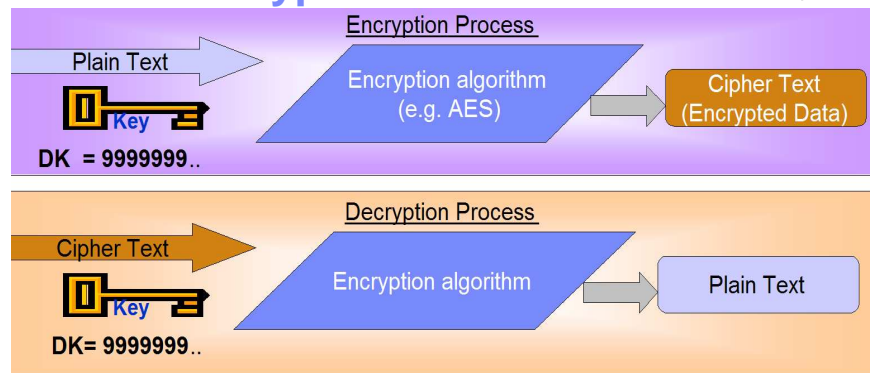 Encryption Process
Plain Text
Encryption algorithm
(e.g. AES)
Cipher Text
(Encrypted Data)
Key
DK = 9999999..
Decryption Process
Cipher Text
Encryption algorithm
Plain Text
Key
DK= 9999999..